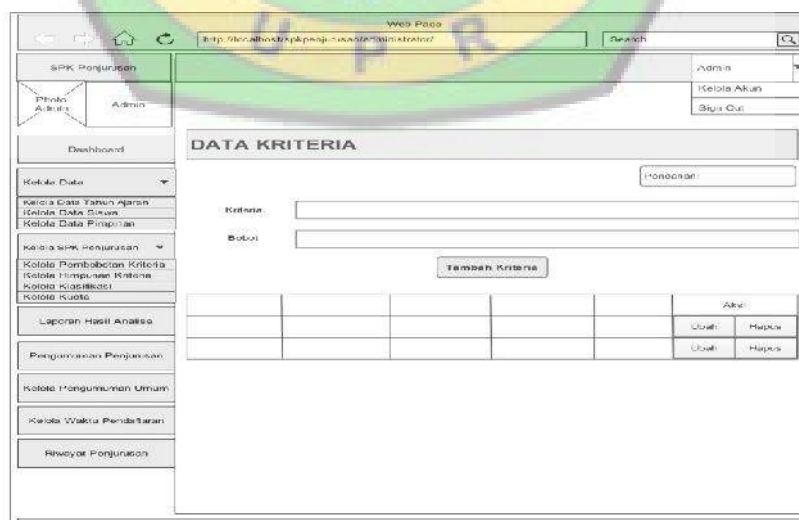 UPR
Web Page
http://localhost/spkpenjurusan/administrator/
Search
SPK Penjurusan
Admin
Kelola Akun
Sign Out
Photo
Admin
Admin
Dashboard
DATA KRITERIA
Kelola Data
Pencarian
Kelola Data Tahun Ajaran
Kelola Data Siswa
Kelola Data Pimpinan
Kriteria
Bobot
Kelola SPK Penjurusan
Tambah Kriteria
Kelola Pembobotan Kriteria
Kelola Himpunan Kriteria
Kelola Klasifikasi
Kelola Kuota
Aksi
Ubah Hapus
Ubah Hapus
Laporan Hasil Analisa
Pengumuman Penjurusan
Kelola Pengumuman Umum
Kelola Waktu Pendaftaran
Riwayat Penjurusan